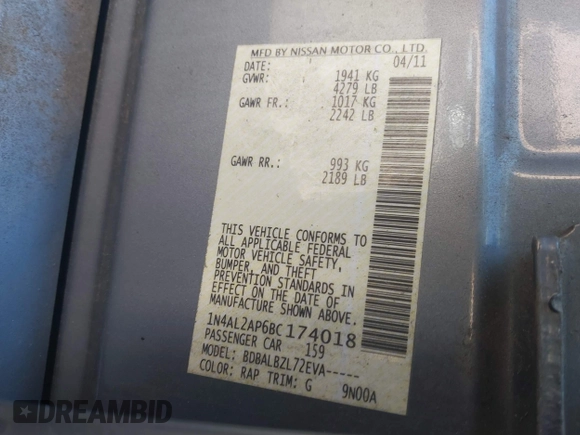 MFD BY NISSAN MOTOR CO., LTD.
DATE: 04/11
GVWR: 1941 KG
4279 LB
GAWR FR.: 1017 KG
2242 LB
GAWR RR.: 993 KG
2189 LB
THIS VEHICLE CONFORMS TO
ALL APPLICABLE FEDERAL
MOTOR VEHICLE SAFETY,
BUMPER, AND THEFT
PREVENTION STANDARDS IN
EFFECT ON THE DATE OF
MANUFACTURE SHOWN ABOVE.
1N4AL2AP6BC174018
PASSENGER CAR 159
MODEL: BDBALBZL72EVA-----
COLOR: RAP TRIM: G 9N00A
DREAMBID